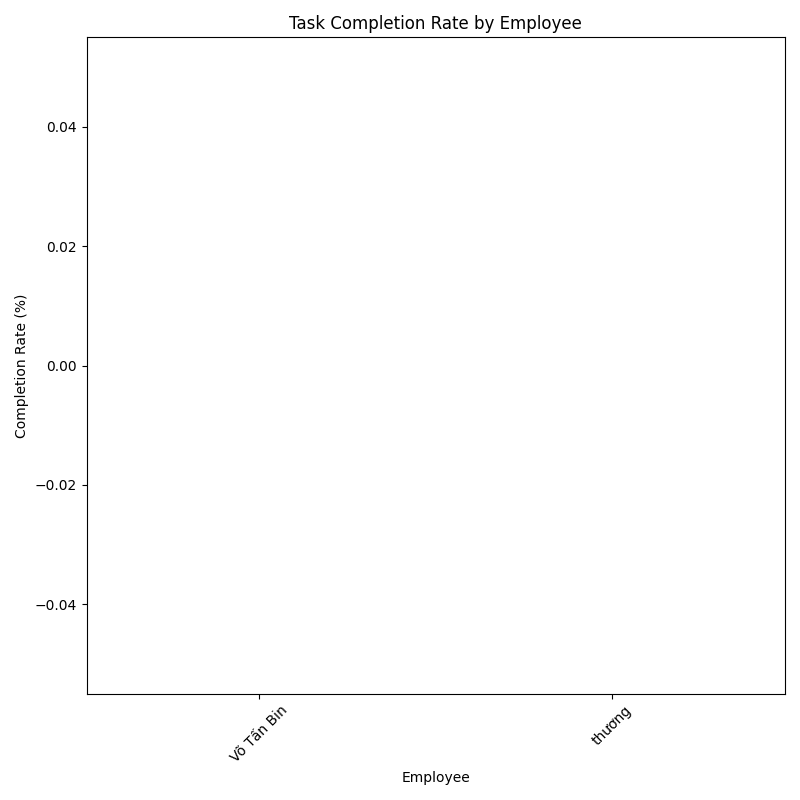 Task Completion Rate by Employee
0.04
0.02
0.00
−0.02
−0.04
Completion Rate (%)
Võ Tấn Bin
thương
Employee